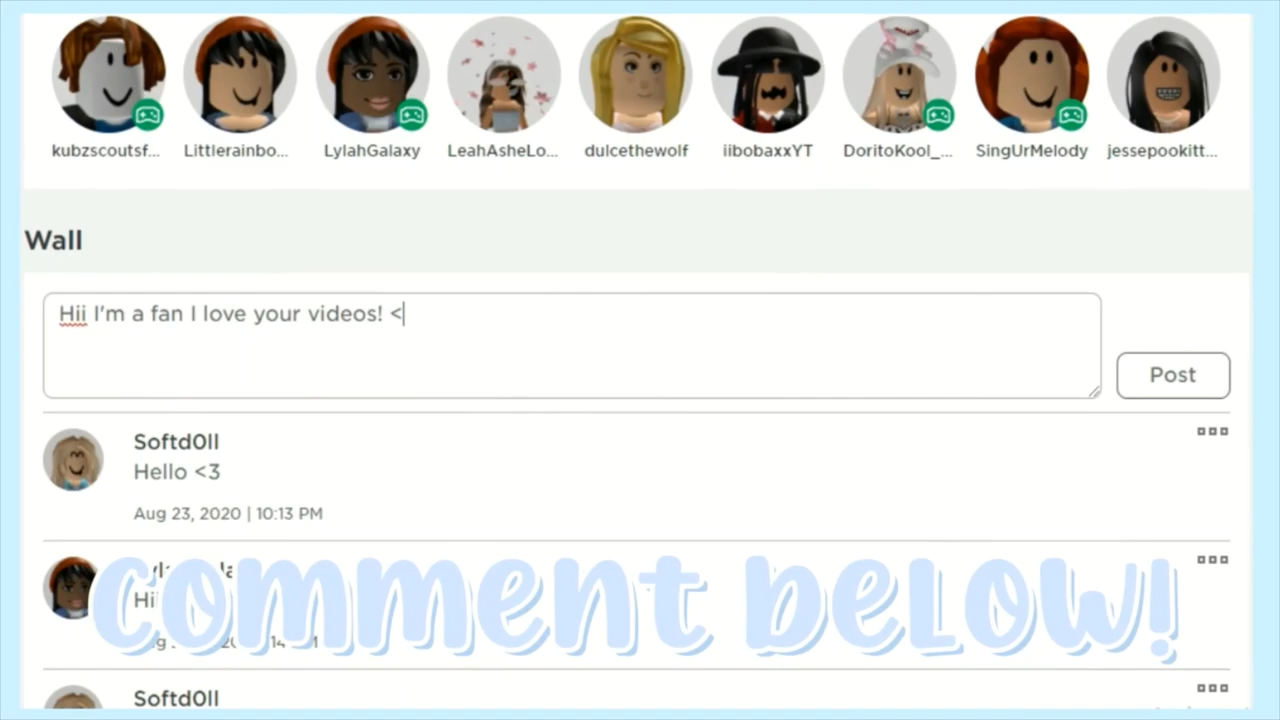 kubzscoutsf... Littlerainbo... LylahGalaxy LeahAsheLo... dulcethewolf iibobaxxYT DoritoKool_... SingUrMelody jessepookitt...
Wall
Hii I'm a fan I love your videos! <
Post
Softd0ll
Hello <3
Aug 23, 2020 | 10:13 PM
Hi
comment below!
Softd0ll